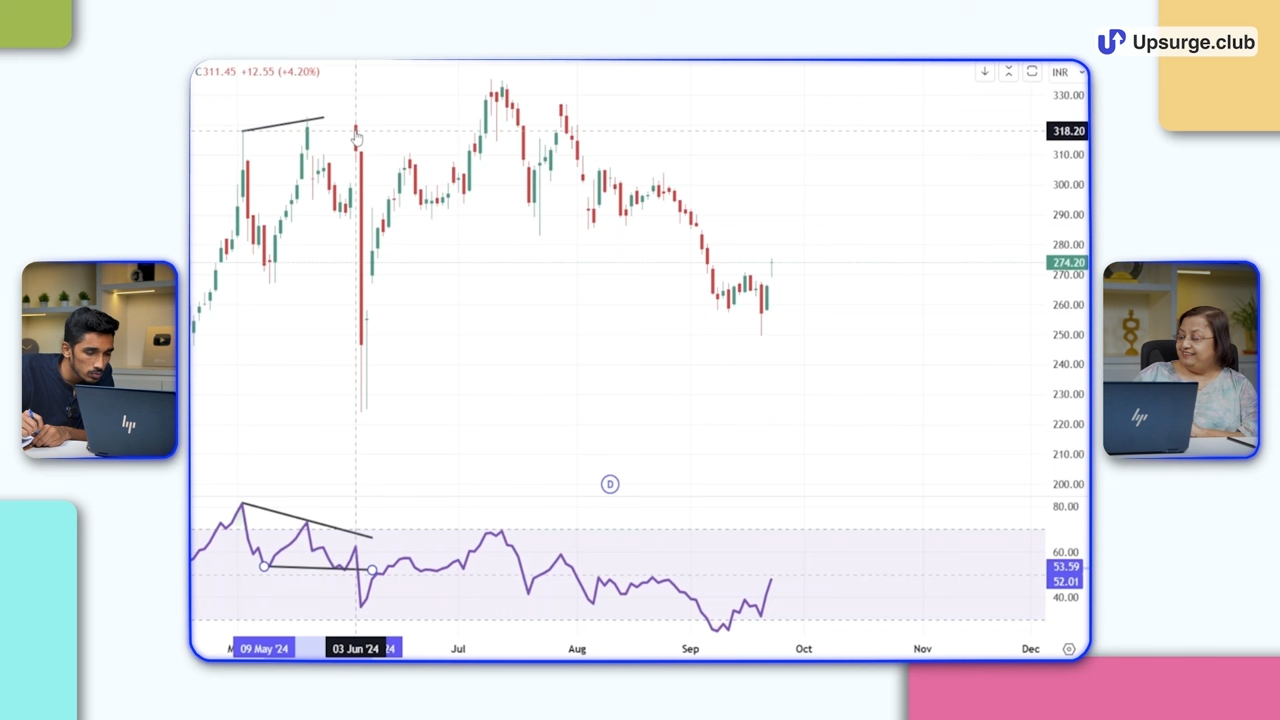 Upsurge.club
C311.45 +12.55 (+4.20%)
INR
330.00
318.20
310.00
300.00
290.00
280.00
274.20
270.00
260.00
250.00
240.00
230.00
220.00
210.00
200.00
D
80.00
60.00
53.59
52.01
40.00
09 May '24
03 Jun '24
24
Jul
Aug
Sep
Oct
Nov
Dec
hp
hp